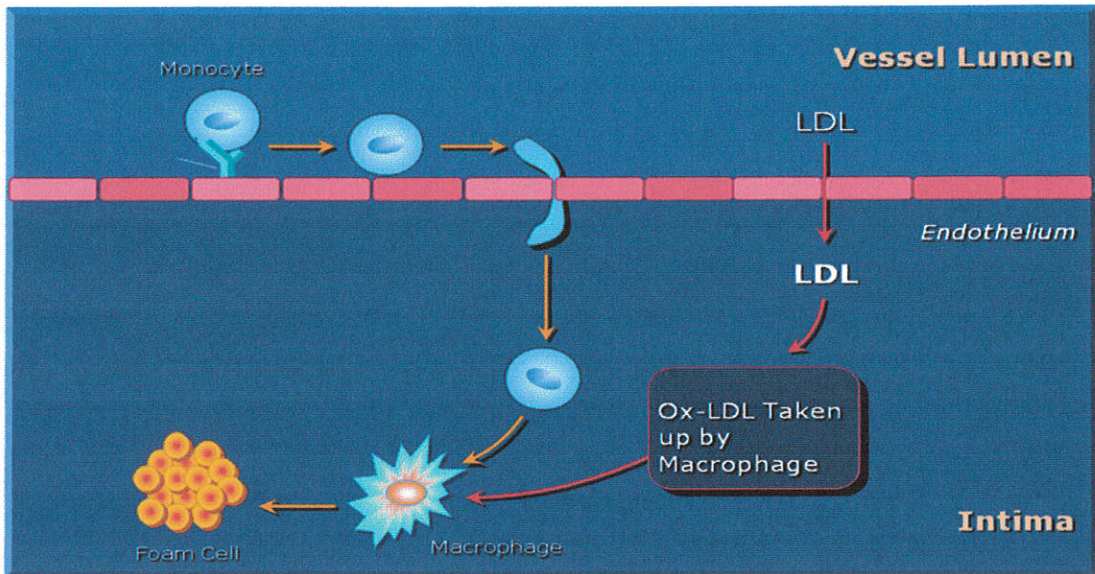 Vessel Lumen
Monocyte
LDL
Endothelium
LDL
Ox-LDL Taken
up by
Macrophage
Intima
Macrophage
Foam Cell